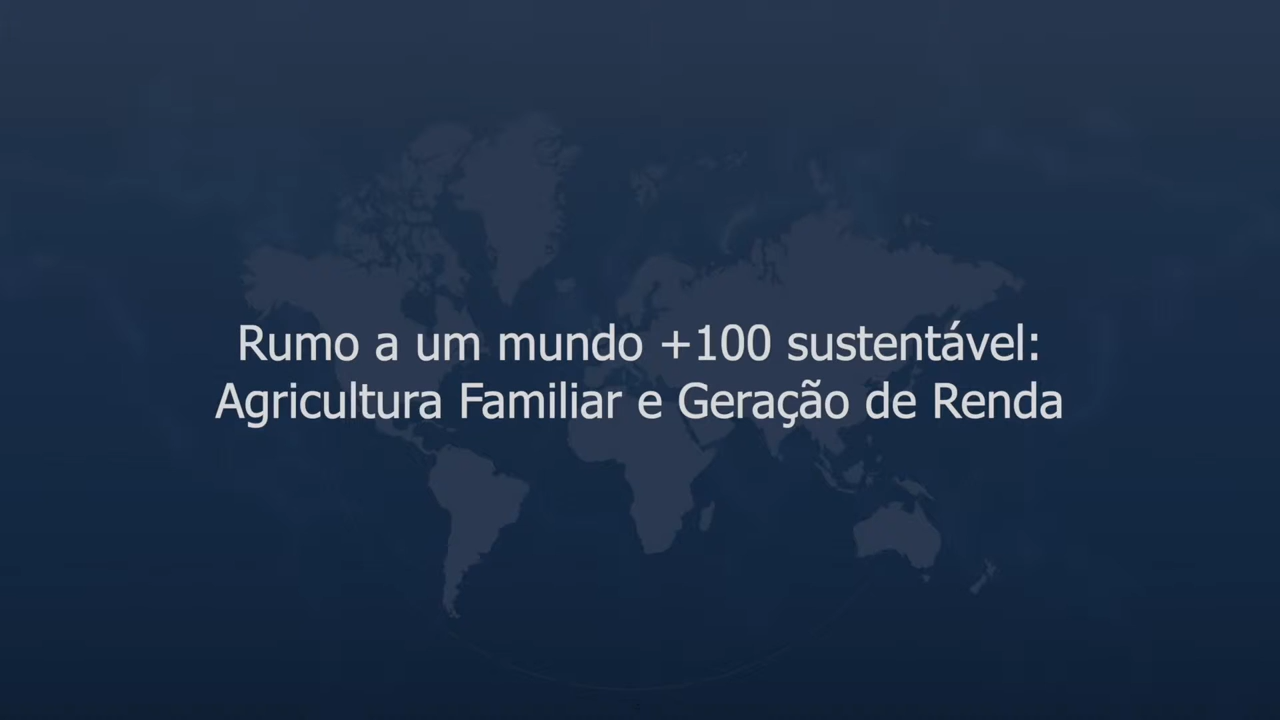 Rumo a um mundo +100 sustentável:
Agricultura Familiar e Geração de Renda